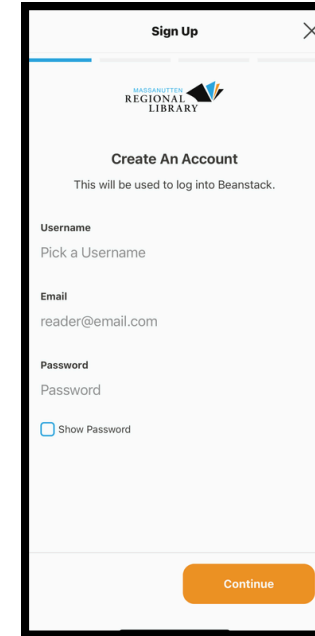 Sign Up
MASSANUTTEN
REGIONAL
LIBRARY
Create An Account
This will be used to log into Beanstack.
Username
Pick a Username
Email
reader@email.com
Password
Password
Show Password
Continue